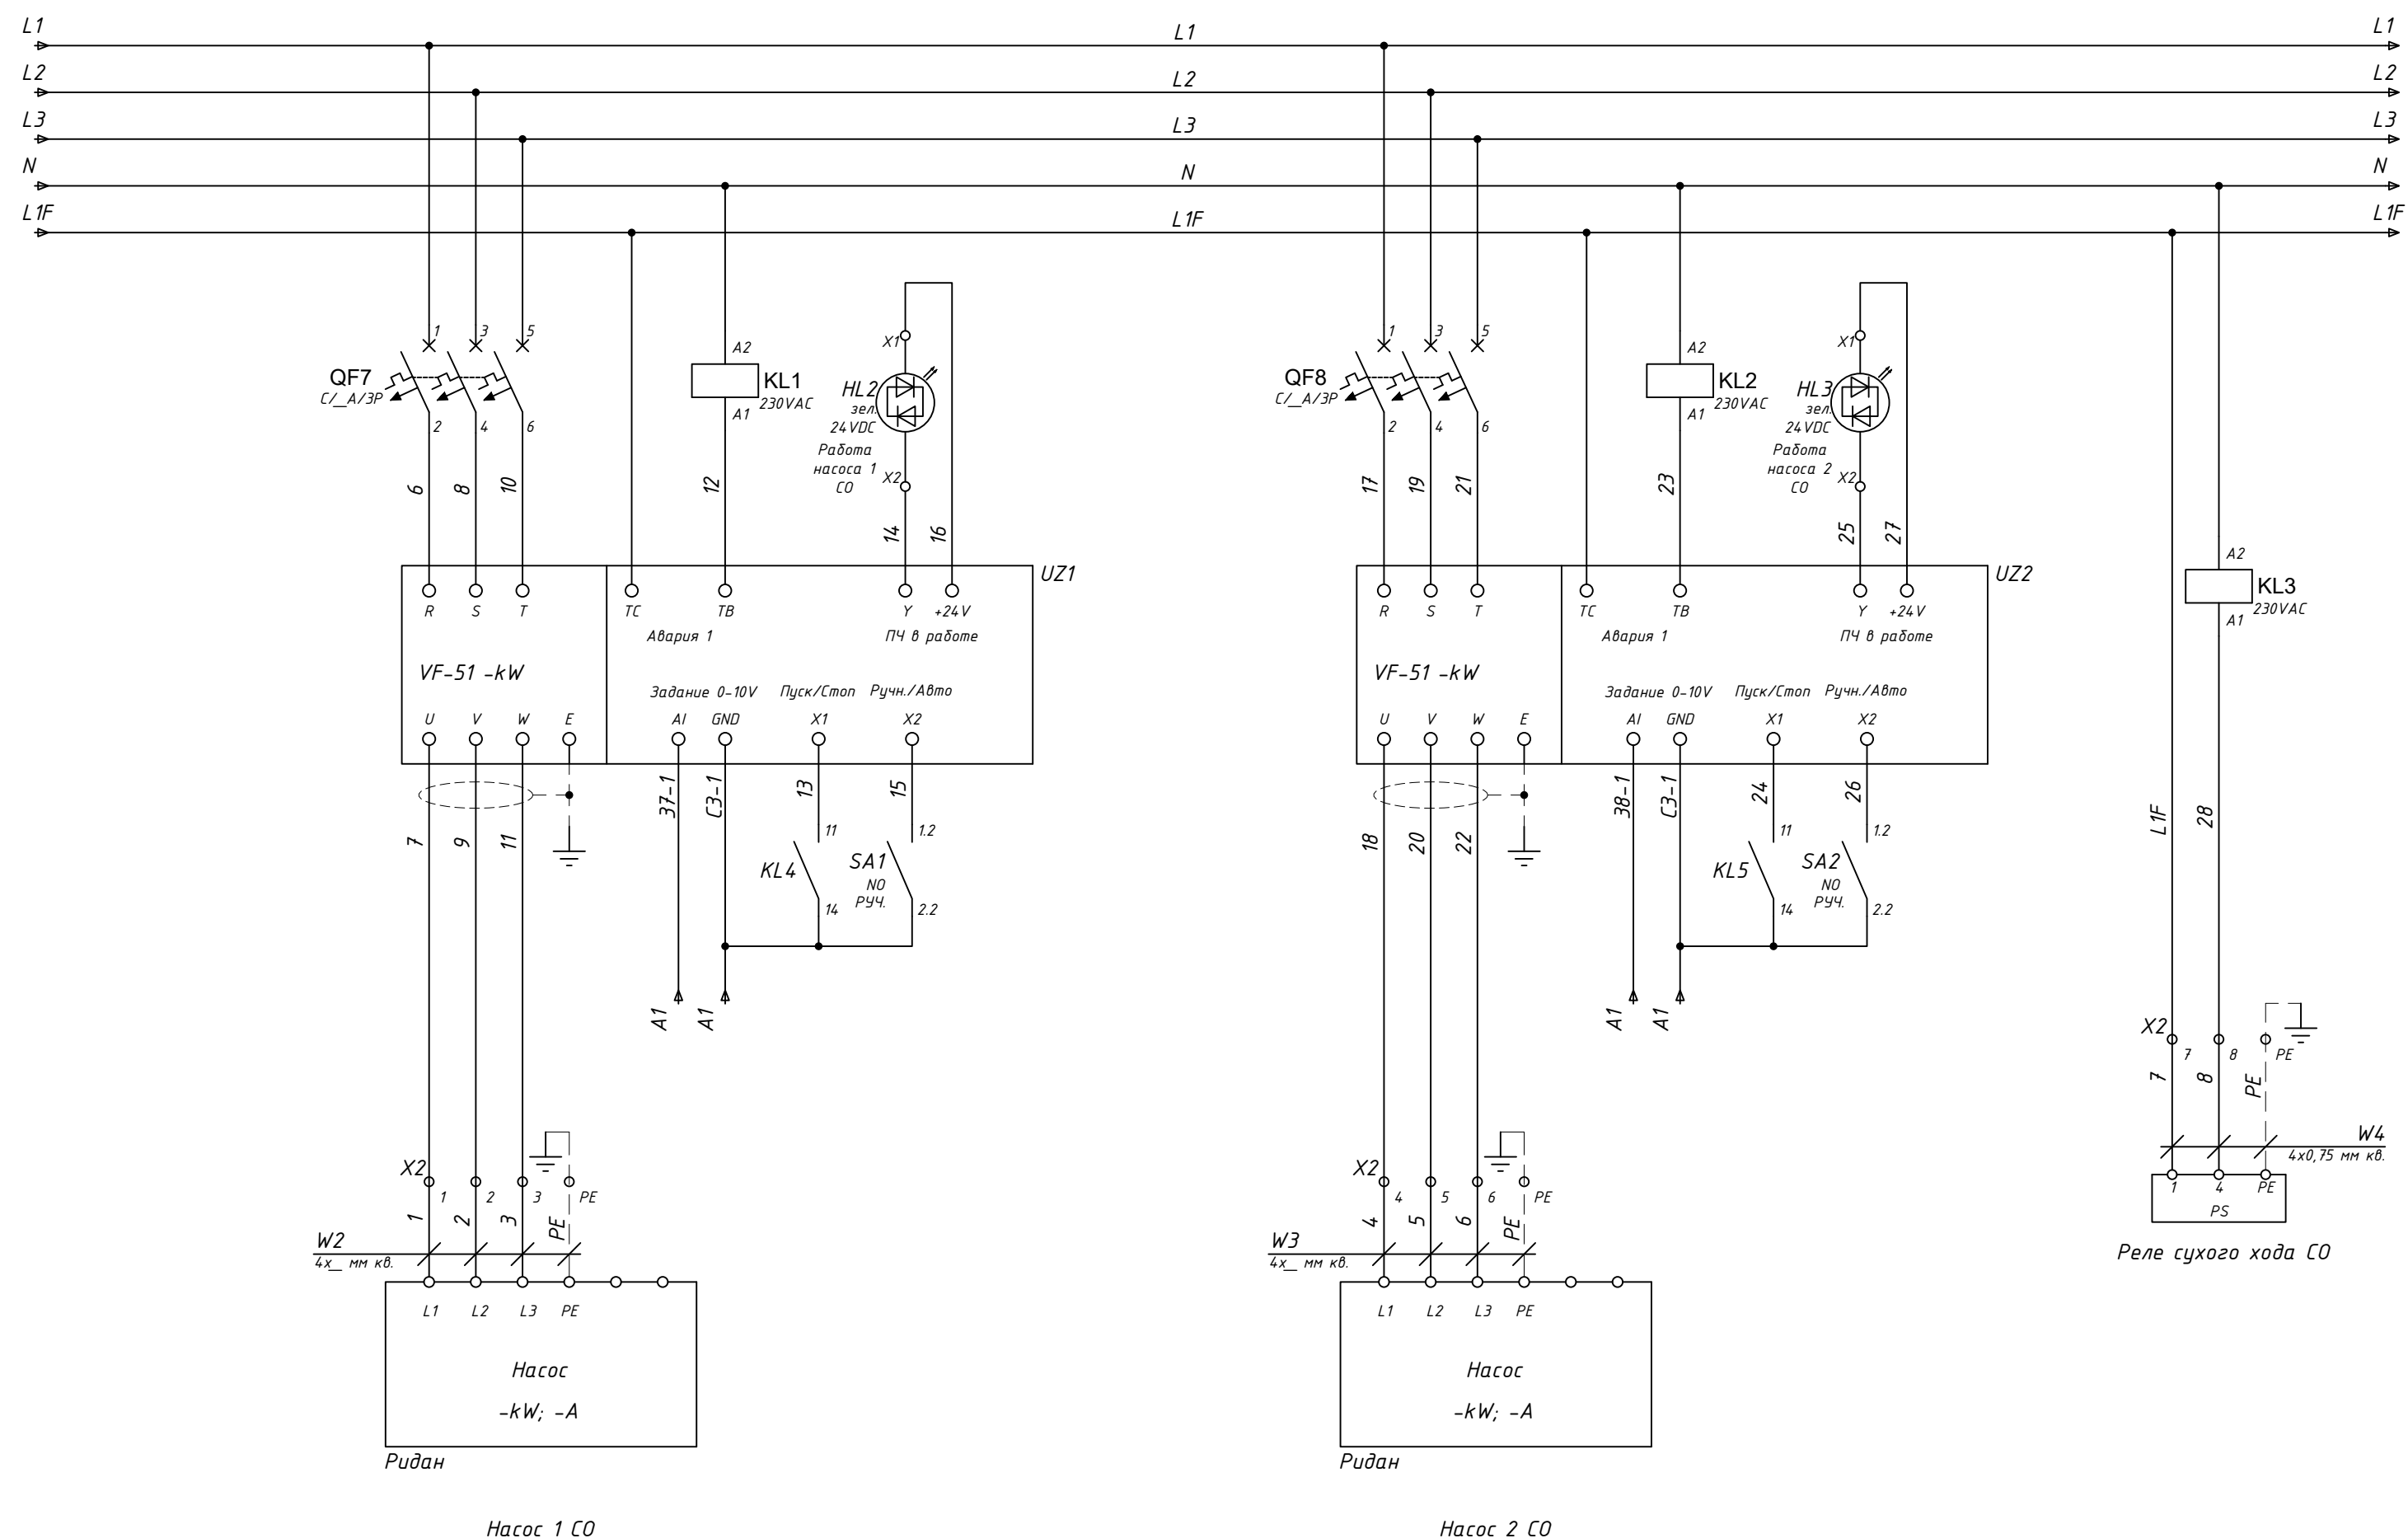 L1 L1 L1
L2 L2 L2
L3 L3 L3
N N N
L1F L1F L1F
1 3 5
QF7
C/__A/3P
2 4 6
6 8 10
A2
KL1
230VAC
A1
12
X1
HL2
зел.
24VDC
Работа
насоса 1
СО
X2
14 16
UZ1
R S T TC TB Y +24V
Авария 1 ПЧ в работе
VF-51 -kW
Задание 0-10V Пуск/Стоп Ручн./Авто
U V W E AI GND X1 X2
7 9 11
37-1 C3-1 13 15
11 1.2
KL4 SA1
NO
РУЧ.
14 2.2
A1 A1
X2
1 2 3 PE
1 2 3 PE
W2
4x__ мм кв.
L1 L2 L3 PE
Насос
-kW; -A
Ридан
Насос 1 СО
1 3 5
QF8
C/__A/3P
2 4 6
17 19 21
A2
KL2
230VAC
A1
23
X1
HL3
зел.
24VDC
Работа
насоса 2
СО
X2
25 27
UZ2
R S T TC TB Y +24V
Авария 1 ПЧ в работе
VF-51 -kW
Задание 0-10V Пуск/Стоп Ручн./Авто
U V W E AI GND X1 X2
18 20 22
38-1 C3-1 24 26
11 1.2
KL5 SA2
NO
РУЧ.
14 2.2
A1 A1
X2
4 5 6 PE
4 5 6 PE
W3
4x__ мм кв.
L1 L2 L3 PE
Насос
-kW; -A
Ридан
Насос 2 СО
A2
KL3
230VAC
A1
L1F 28
X2
7 8 PE
7 8 PE
W4
4x0,75 мм кв.
1 4 PE
PS
Реле сухого хода СО